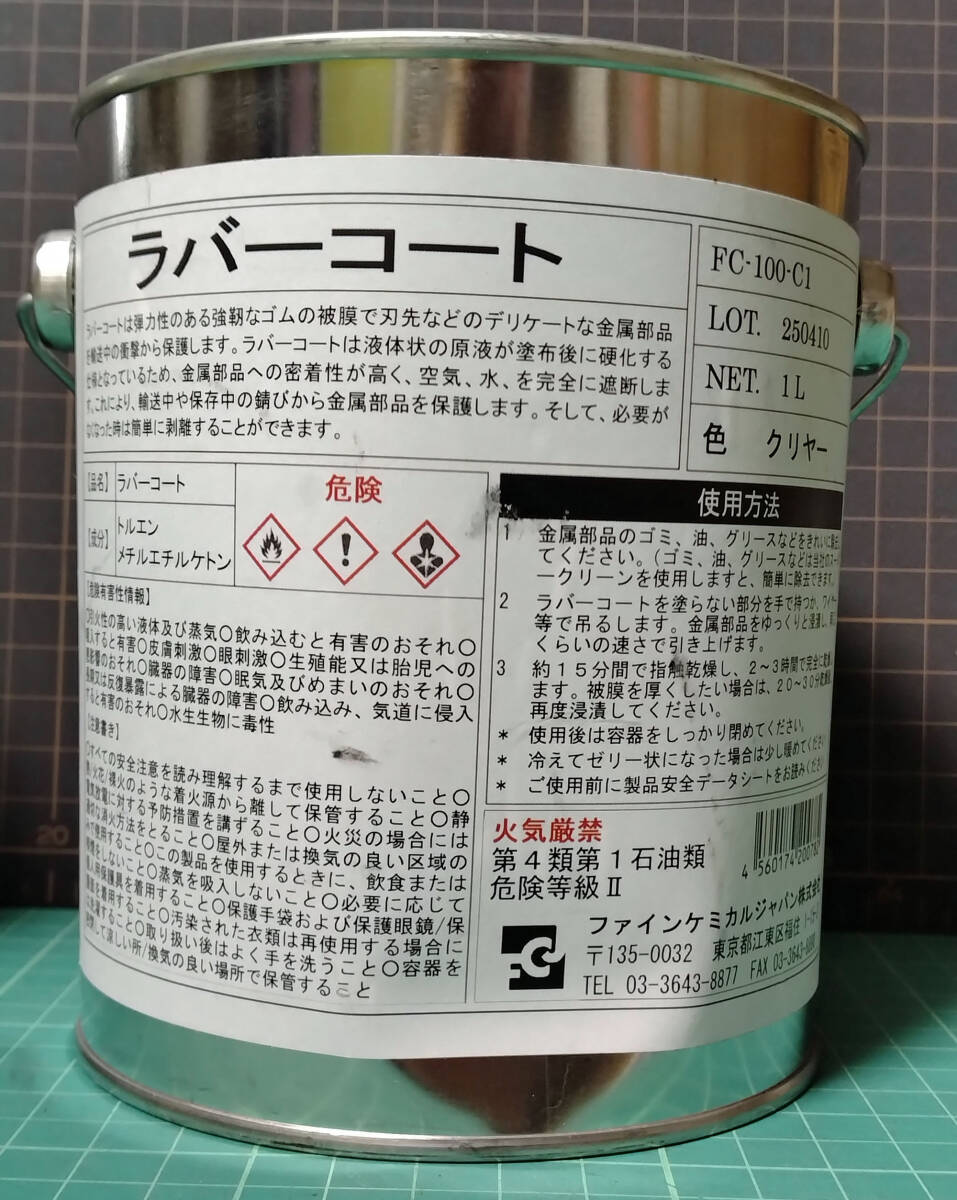 ラバーコート
ラバーコートは弾力性のある強靭なゴムの被膜で刃先などのデリケートな金属部品
を輸送中の衝撃から保護します。ラバーコートは液体状の原液が塗布後に硬化する
仕様となっているため、金属部品への密着性が高く、空気、水、を完全に遮断しま
す。これにより、輸送中や保存中の錆びから金属部品を保護します。そして、必要が
なくなった時は簡単に剥離することができます。
FC-100-C1
LOT. 250410
NET. 1L
色 クリヤー
【品名】 ラバーコート
【成分】 トルエン
メチルエチルケトン
危険
【危険有害性情報】
〇引火性の高い液体及び蒸気〇飲み込むと有害のおそれ〇
吸入すると有害〇皮膚刺激〇眼刺激〇生殖能又は胎児への
悪影響のおそれ〇臓器の障害〇眠気及びめまいのおそれ〇
長期又は反復暴露による臓器の障害〇飲み込み、気道に侵入
すると有害のおそれ〇水生生物に毒性
【注意書き】
〇すべての安全注意を読み理解するまで使用しないこと〇
熱/火花/裸火のような着火源から離して保管すること〇静
電気放電に対する予防措置を講ずること〇火災の場合には
適切な消火方法をとること〇屋外または換気の良い区域の
みで使用すること〇この製品を使用するときに、飲食または
喫煙をしないこと〇蒸気を吸入しないこと〇必要に応じて
個人用保護具を着用すること〇保護手袋および保護眼鏡/保
護面を着用すること〇汚染された衣類は再使用する場合に
は洗濯すること〇取り扱い後はよく手を洗うこと〇容器を
密閉して涼しい所/換気の良い場所で保管すること
使用方法
1 金属部品のゴミ、油、グリースなどをきれいに除去し
てください。（ゴミ、油、グリースなどは当社のスー
ークリーンを使用しますと、簡単に除去できます。
2 ラバーコートを塗らない部分を手で持つか、ワイヤー
等で吊るします。金属部品をゆっくりと浸漬し、
くらいの速さで引き上げます。
3 約15分間で指触乾燥し、2～3時間で完全に乾燥し
ます。被膜を厚くしたい場合は、20～30分乾燥後
再度浸漬してください。
* 使用後は容器をしっかり閉めてください。
* 冷えてゼリー状になった場合は少し暖めてください
* ご使用前に製品安全データシートをお読みください
火気厳禁
第4類第1石油類
危険等級Ⅱ
4 560174 200782
FC
ファインケミカルジャパン株式会社
〒135-0032 東京都江東区福住
TEL 03-3643-8877 FAX 03-3643-
20